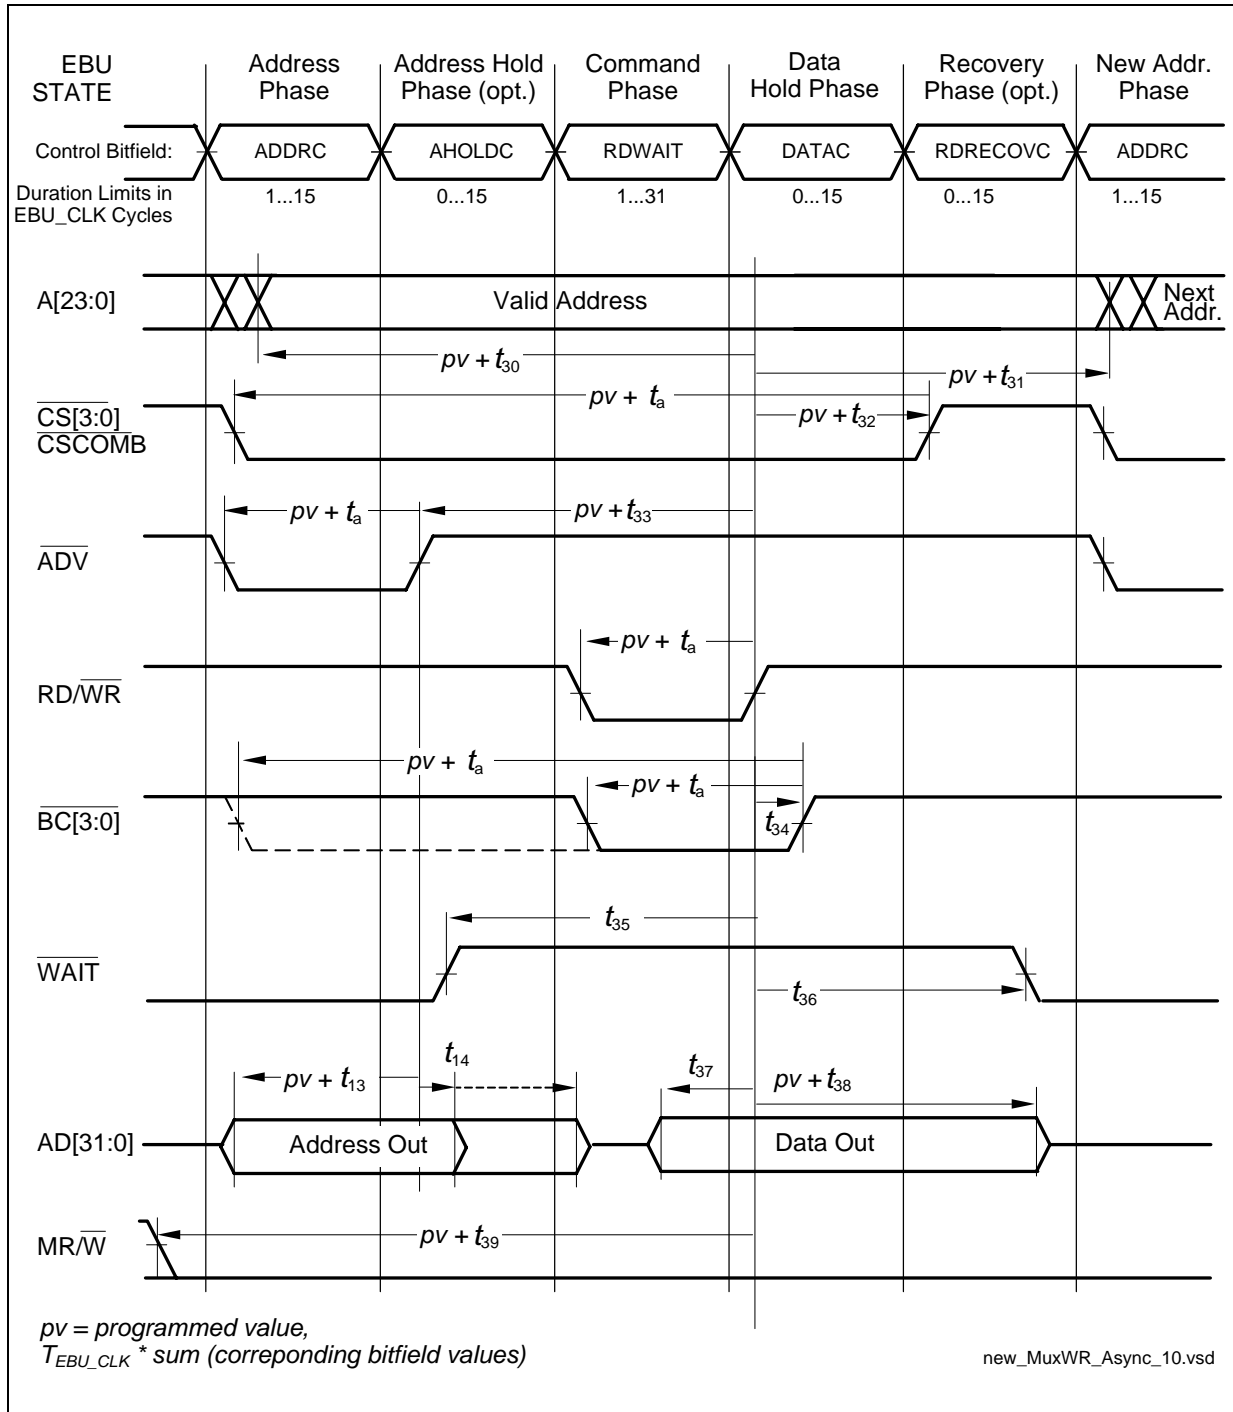 EBU STATE
Address Phase
Address Hold Phase (opt.)
Command Phase
Data Hold Phase
Recovery Phase (opt.)
New Addr. Phase
Control Bitfield:
ADDRC
AHOLDC
RDWAIT
DATAC
RDRECOVC
ADDRC
Duration Limits in EBU_CLK Cycles
1...15
0...15
1...31
0...15
0...15
1...15
A[23:0]
Valid Address
Next Addr.
pv + t30
pv + t31
CS[3:0]
CSCOMB
pv + ta
pv + t32
ADV
pv + ta
pv + t33
RD/WR
pv + ta
BC[3:0]
pv + ta
pv + ta
t34
WAIT
t35
t36
AD[31:0]
pv + t13
t14
t37
pv + t38
Address Out
Data Out
MR/W
pv + t39
pv = programmed value,
TEBU_CLK * sum (correponding bitfield values)
new_MuxWR_Async_10.vsd